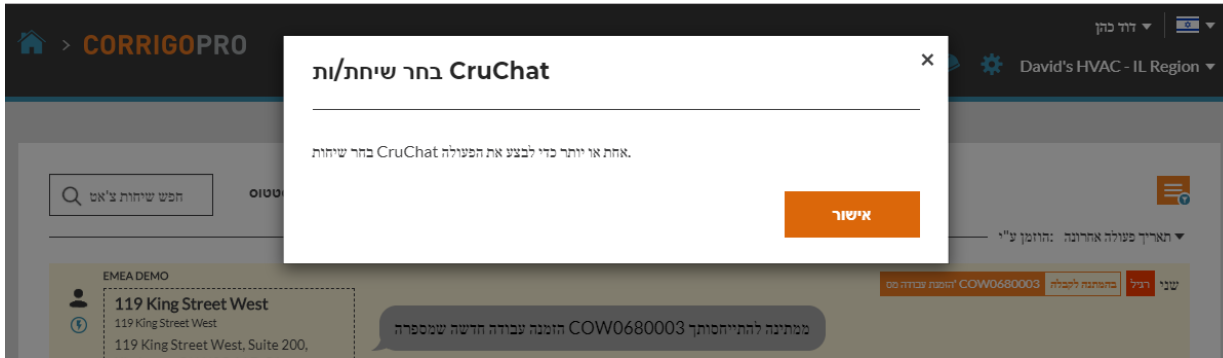 דוד כהן
> CORRIGOPRO
David's HVAC - IL Region
CruChat בחר שיחת/ות
×
.אחת או יותר כדי לבצע את הפעולה CruChat בחר שיחות
אישור
חפש שיחות צ'אט
תאריך פעולה אחרונה :הוזמן ע"י
EMEA DEMO
119 King Street West
119 King Street West
119 King Street West, Suite 200,
שני רגיל בהמתנה לקבלה COW0680003 הזמנת עבודה מס'
ממתינה להתייחסותך COW0680003 הזמנה עבודה חדשה שמספרה